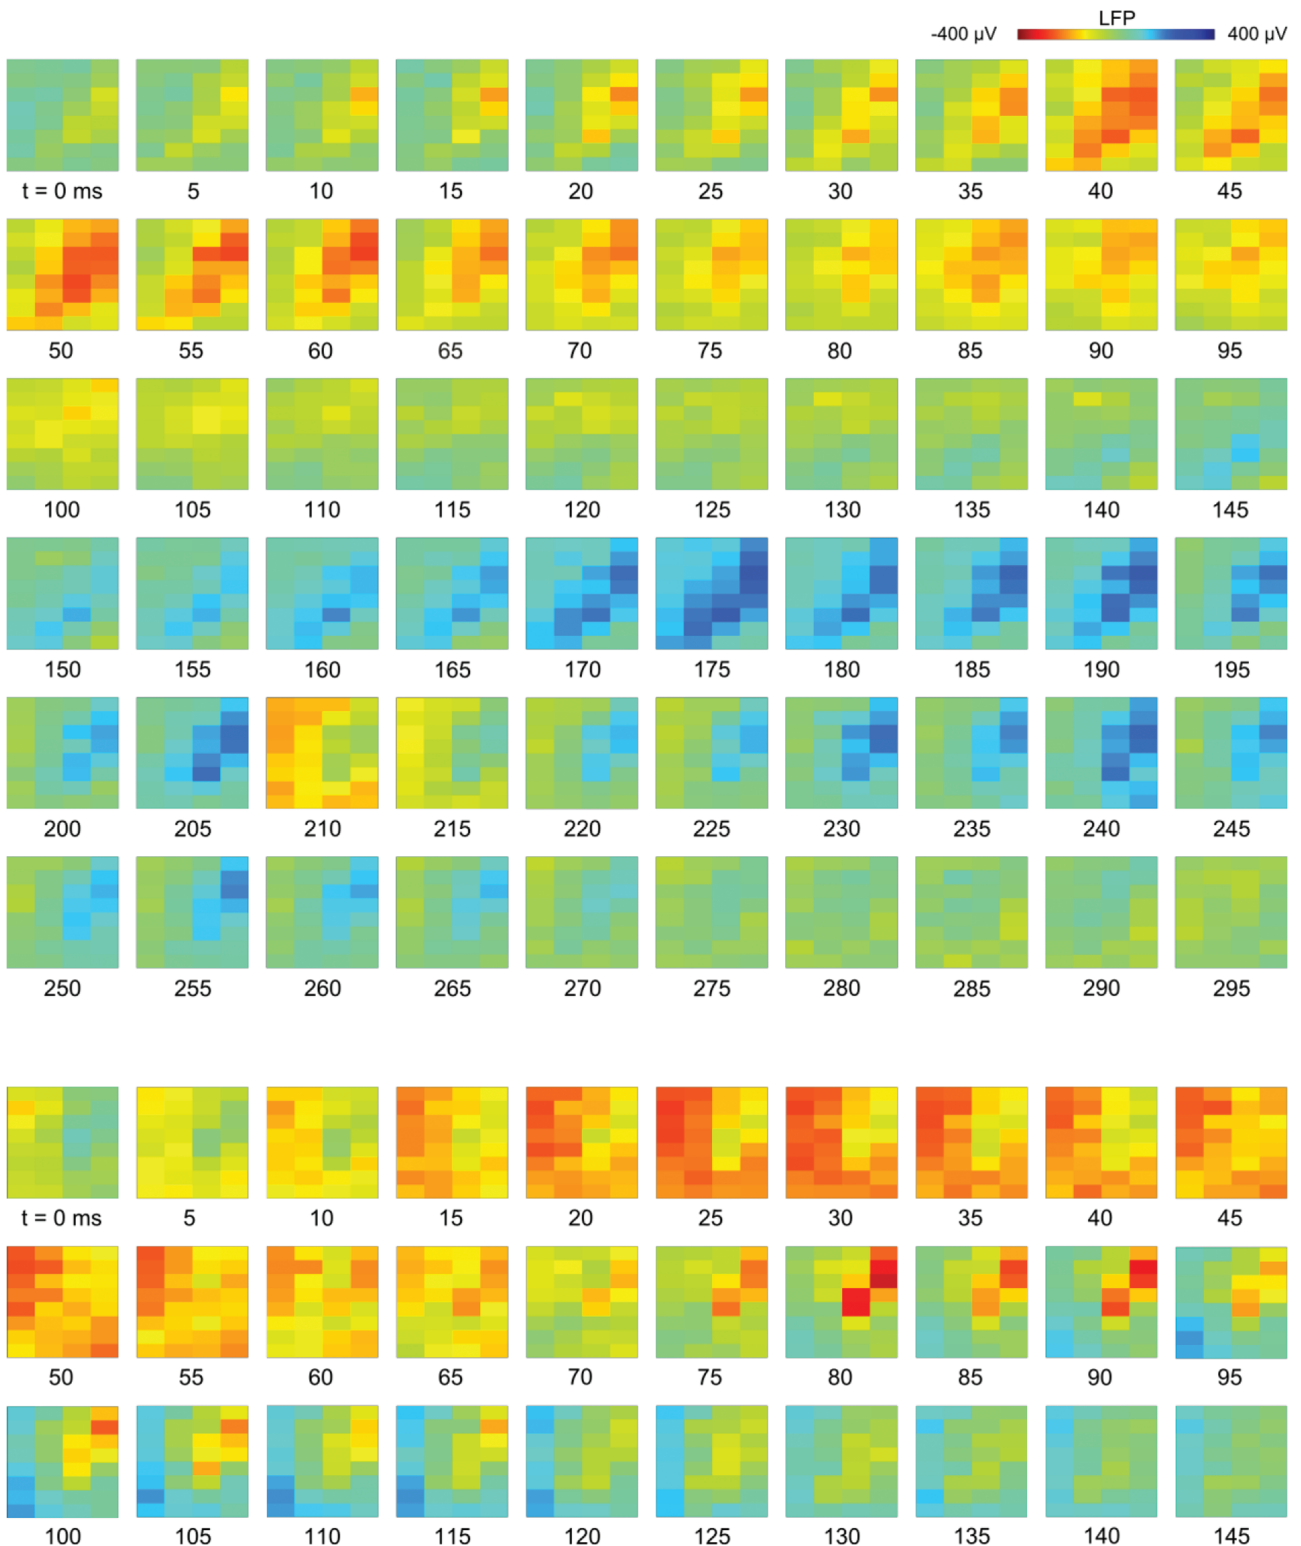 LFP
-400 µV 400 µV
t = 0 ms 5 10 15 20 25 30 35 40 45
50 55 60 65 70 75 80 85 90 95
100 105 110 115 120 125 130 135 140 145
150 155 160 165 170 175 180 185 190 195
200 205 210 215 220 225 230 235 240 245
250 255 260 265 270 275 280 285 290 295
t = 0 ms 5 10 15 20 25 30 35 40 45
50 55 60 65 70 75 80 85 90 95
100 105 110 115 120 125 130 135 140 145